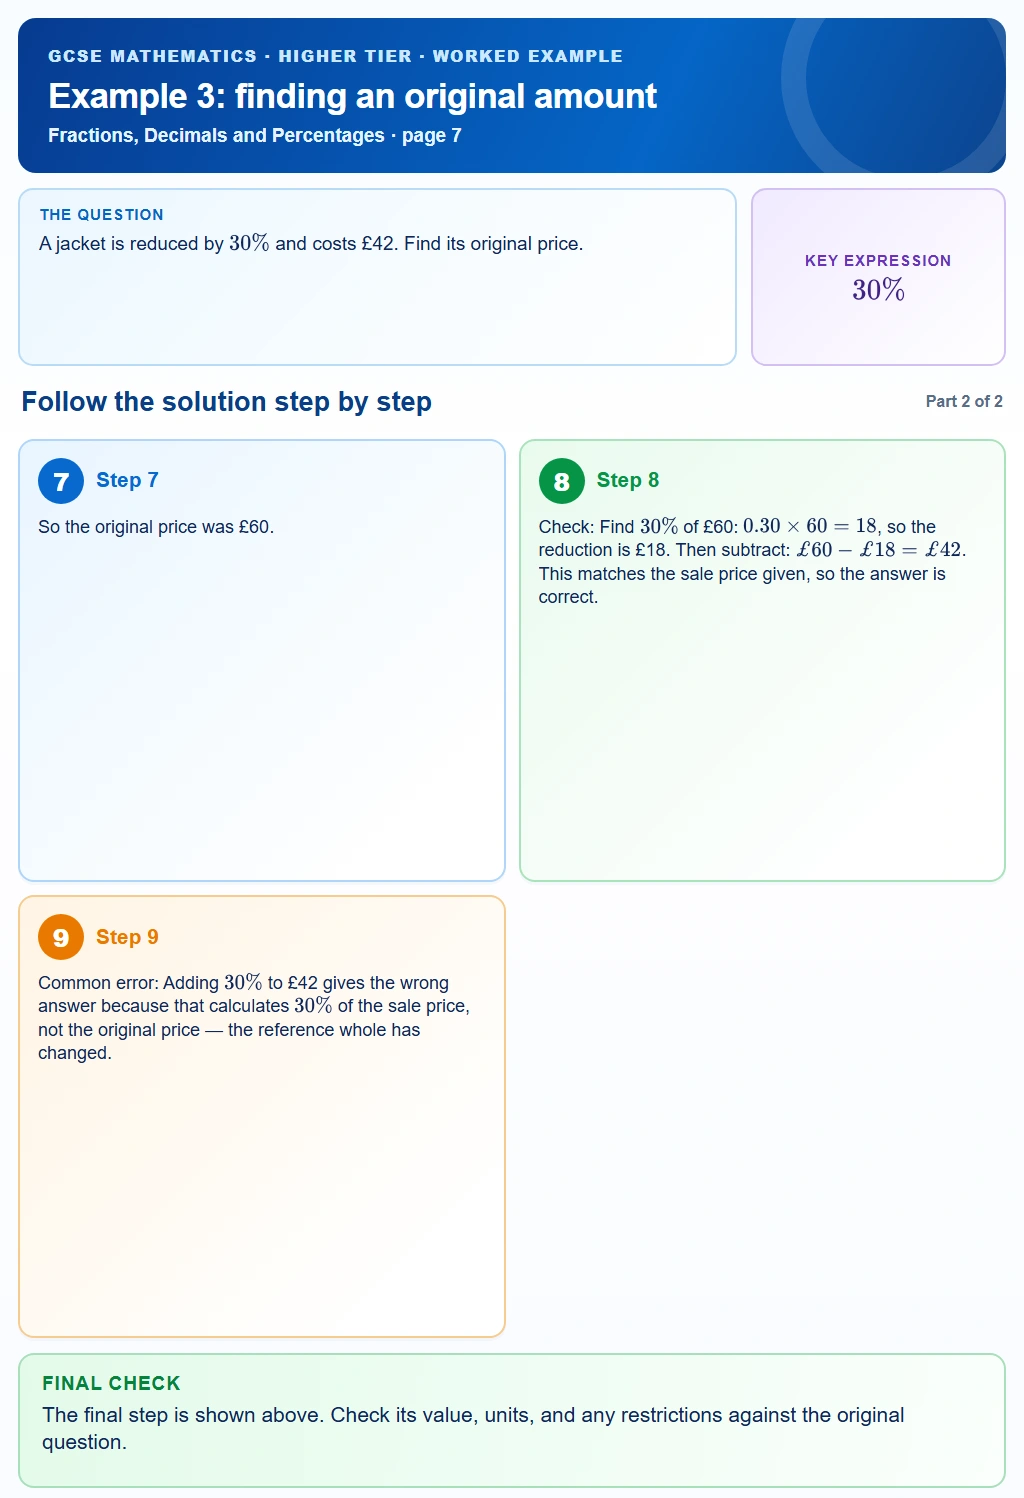 GCSE MATHEMATICS · HIGHER TIER · WORKED EXAMPLE
Example 3: finding an original amount
Fractions, Decimals and Percentages · page 7
THE QUESTION
A jacket is reduced by 30% and costs £42. Find its original price.
KEY EXPRESSION
30%
Follow the solution step by step
Part 2 of 2
7 Step 7
So the original price was £60.
8 Step 8
Check: Find 30% of £60: 0.30 × 60 = 18, so the
reduction is £18. Then subtract: £60 − £18 = £42.
This matches the sale price given, so the answer is
correct.
9 Step 9
Common error: Adding 30% to £42 gives the wrong
answer because that calculates 30% of the sale price,
not the original price — the reference whole has
changed.
FINAL CHECK
The final step is shown above. Check its value, units, and any restrictions against the original
question.